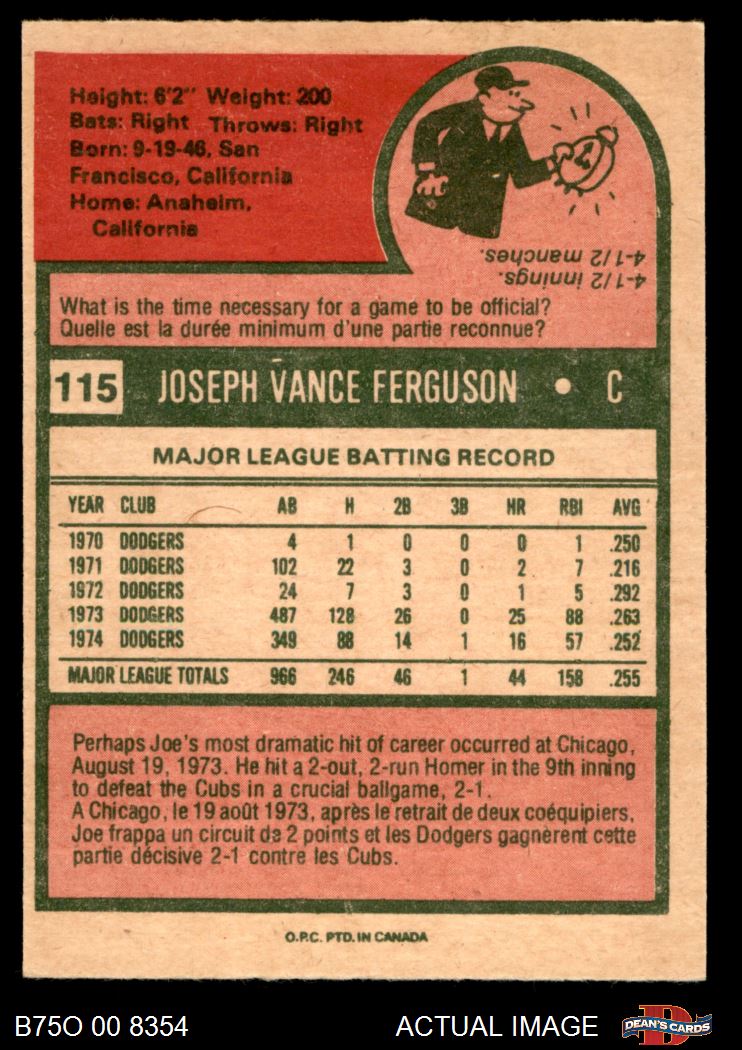 Height: 6'2" Weight: 200
Bats: Right Throws: Right
Born: 9-19-46, San
Francisco, California
Home: Anaheim,
California
4-1/2 innings.
4-1/2 manches.
What is the time necessary for a game to be official?
Quelle est la durée minimum d'une partie reconnue?
115 JOSEPH VANCE FERGUSON • C
MAJOR LEAGUE BATTING RECORD
YEAR CLUB AB H 2B 3B HR RBI AVG
1970 DODGERS 4 1 0 0 0 1 .250
1971 DODGERS 102 22 3 0 2 7 .216
1972 DODGERS 24 7 3 0 1 5 .292
1973 DODGERS 487 128 26 0 25 88 .263
1974 DODGERS 349 88 14 1 16 57 .252
MAJOR LEAGUE TOTALS 966 246 46 1 44 158 .255
Perhaps Joe's most dramatic hit of career occurred at Chicago,
August 19, 1973. He hit a 2-out, 2-run Homer in the 9th inning
to defeat the Cubs in a crucial ballgame, 2-1.
A Chicago, le 19 août 1973, après le retrait de deux coéquipiers,
Joe frappa un circuit de 2 points et les Dodgers gagnèrent cette
partie décisive 2-1 contre les Cubs.
O.P.C. PTD. IN CANADA
B75O 00 8354 ACTUAL IMAGE D DEAN'S CARDS